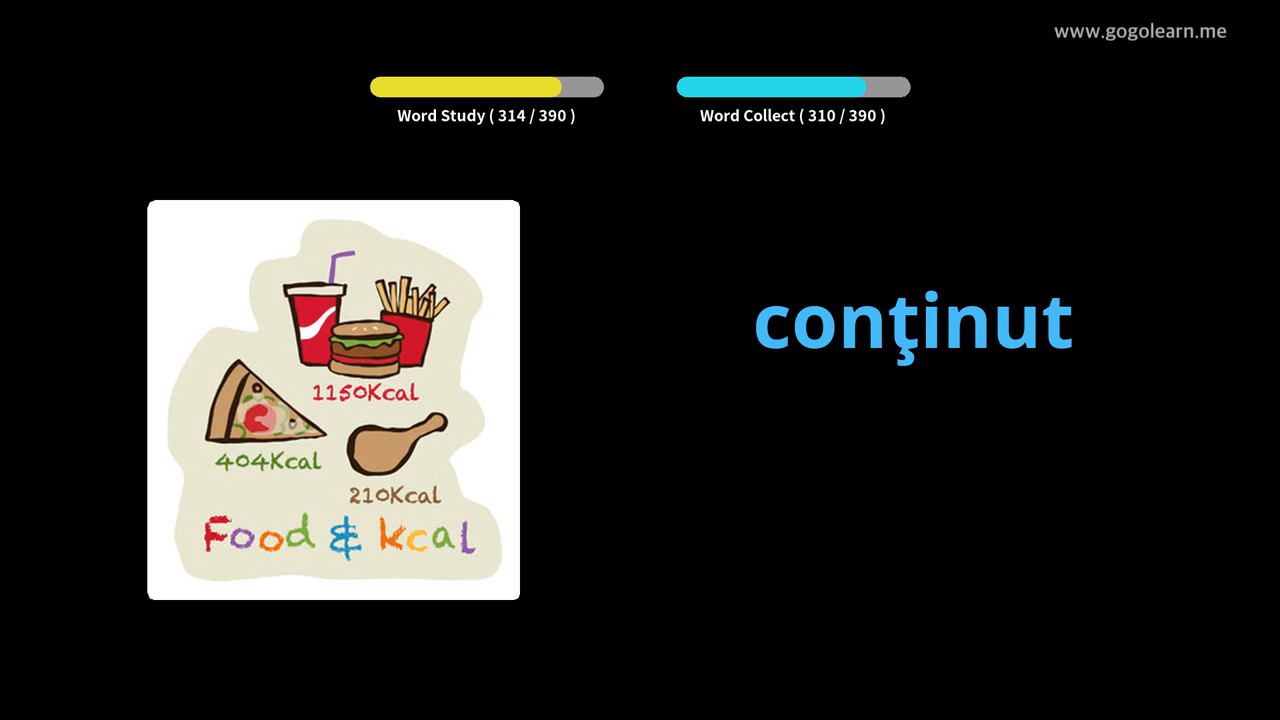 www.gogolearn.me
Word Study ( 314 / 390 )
Word Collect ( 310 / 390 )
conţinut
1150Kcal
404Kcal
210Kcal
Food & kcal